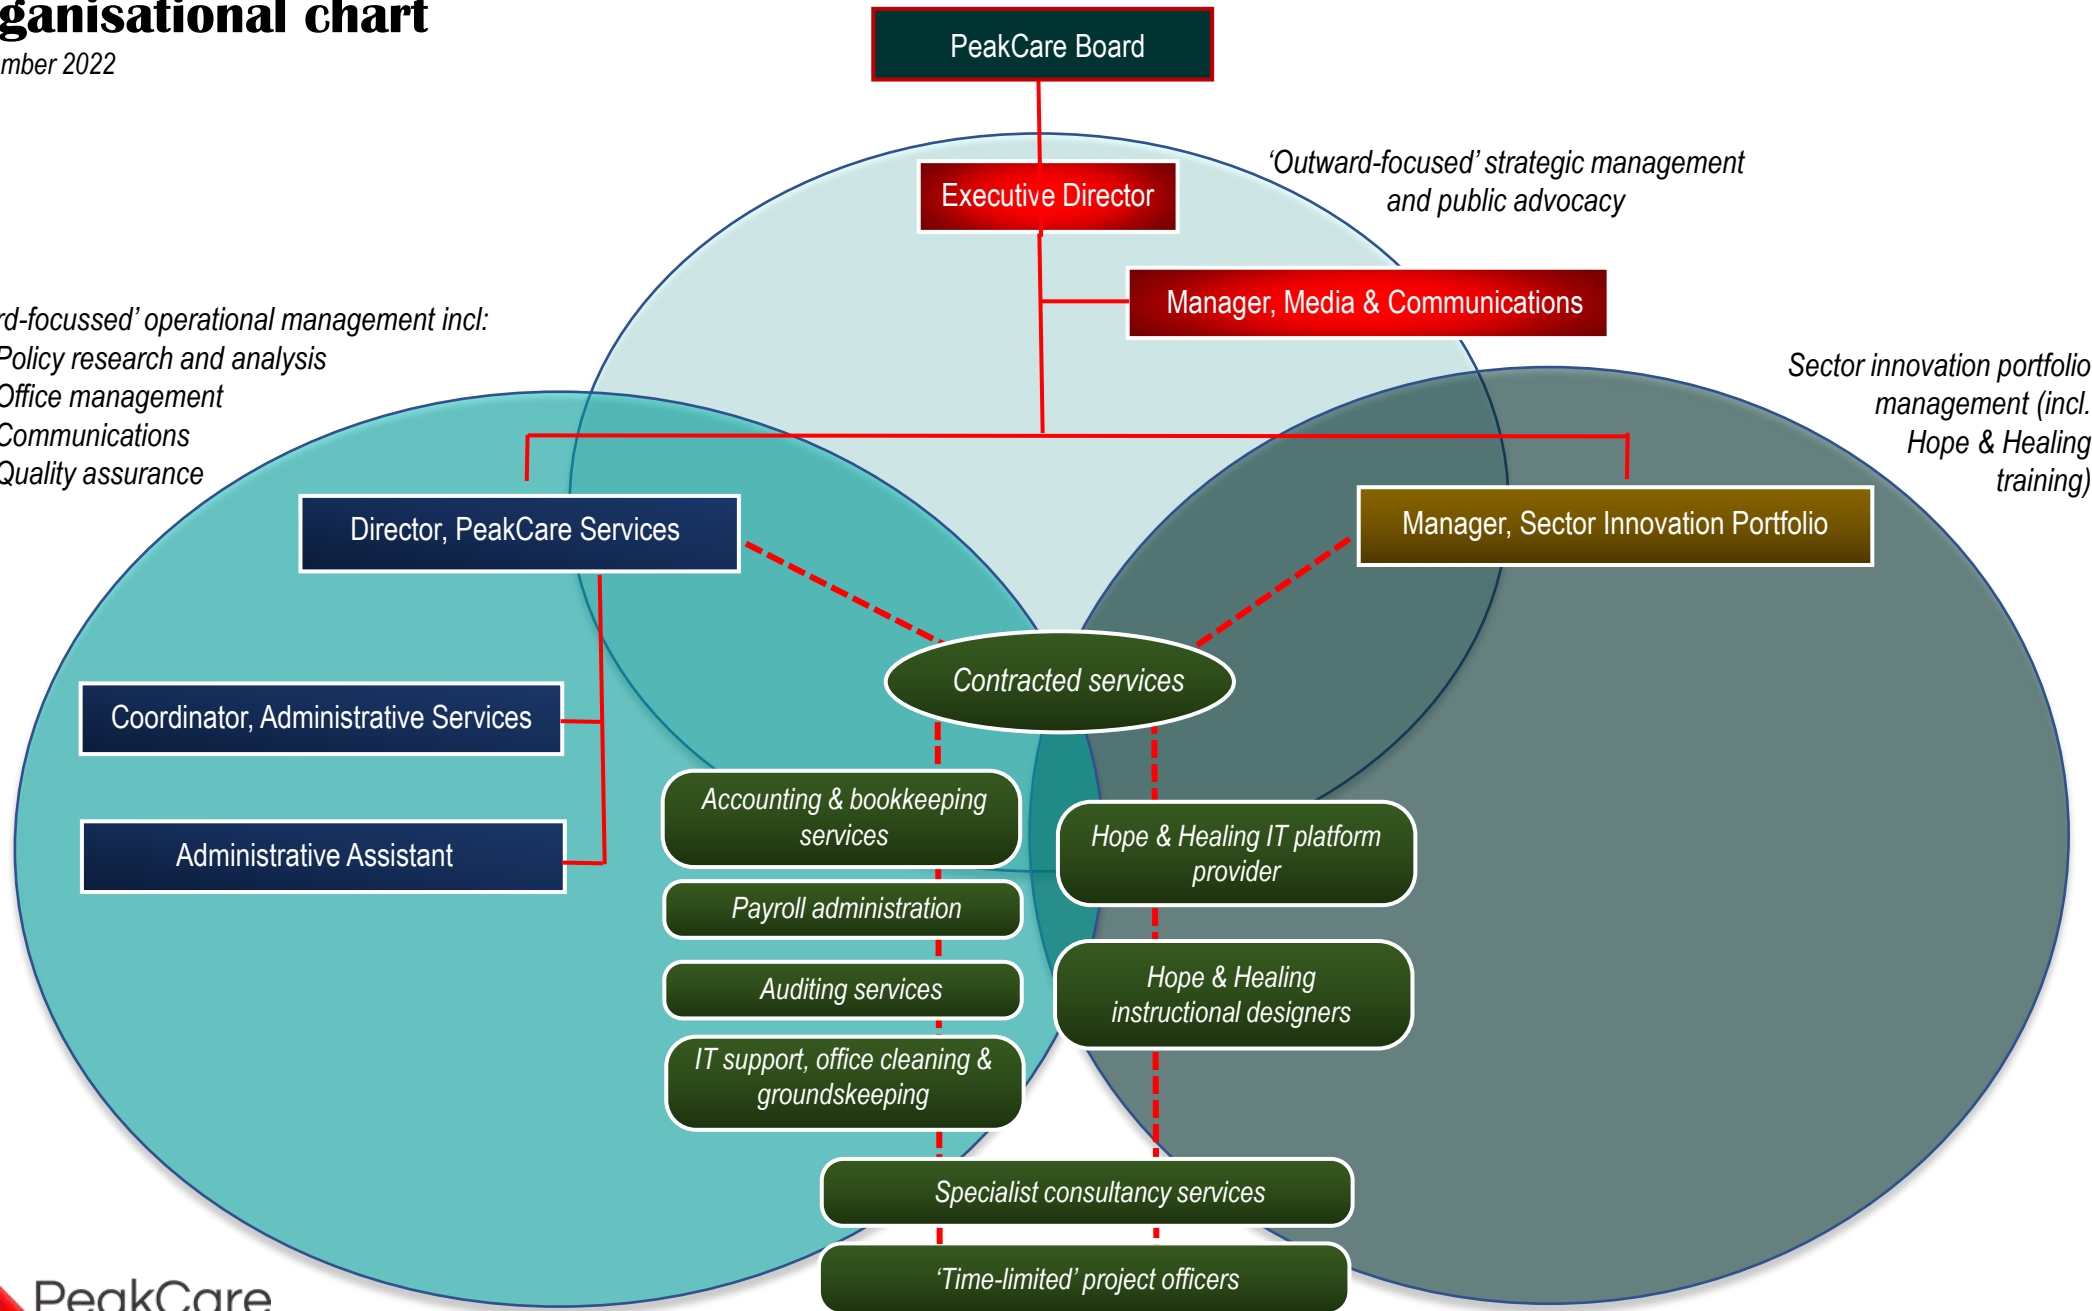 ganisational chart
mber 2022
PeakCare Board
Executive Director
‘Outward-focused’ strategic management
and public advocacy
Manager, Media & Communications
rd-focussed’ operational management incl:
Policy research and analysis
Office management
Communications
Quality assurance
Sector innovation portfolio
management (incl.
Hope & Healing
training)
Director, PeakCare Services
Manager, Sector Innovation Portfolio
Contracted services
Coordinator, Administrative Services
Administrative Assistant
Accounting & bookkeeping
services
Payroll administration
Auditing services
IT support, office cleaning &
groundskeeping
Hope & Healing IT platform
provider
Hope & Healing
instructional designers
Specialist consultancy services
‘Time-limited’ project officers
PeakCare